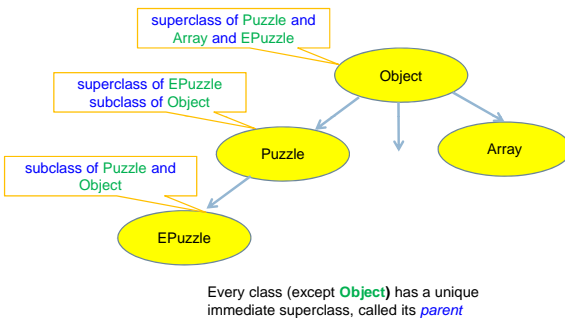 superclass of Puzzle and
Array and EPuzzle
Object
superclass of EPuzzle
subclass of Object
Puzzle
Array
subclass of Puzzle and
Object
EPuzzle
Every class (except Object) has a unique
immediate superclass, called its parent